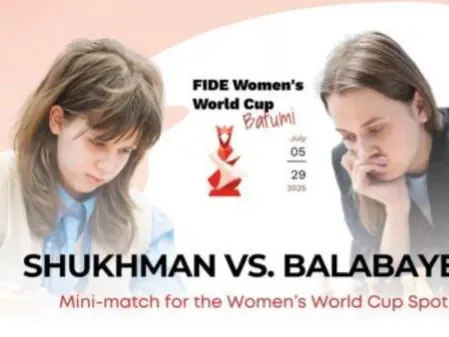 FIDE Women's
World Cup
Batumi
July
05
29
2025
SHUKHMAN VS. BALABAYE
Mini-match for the Women's World Cup Spot